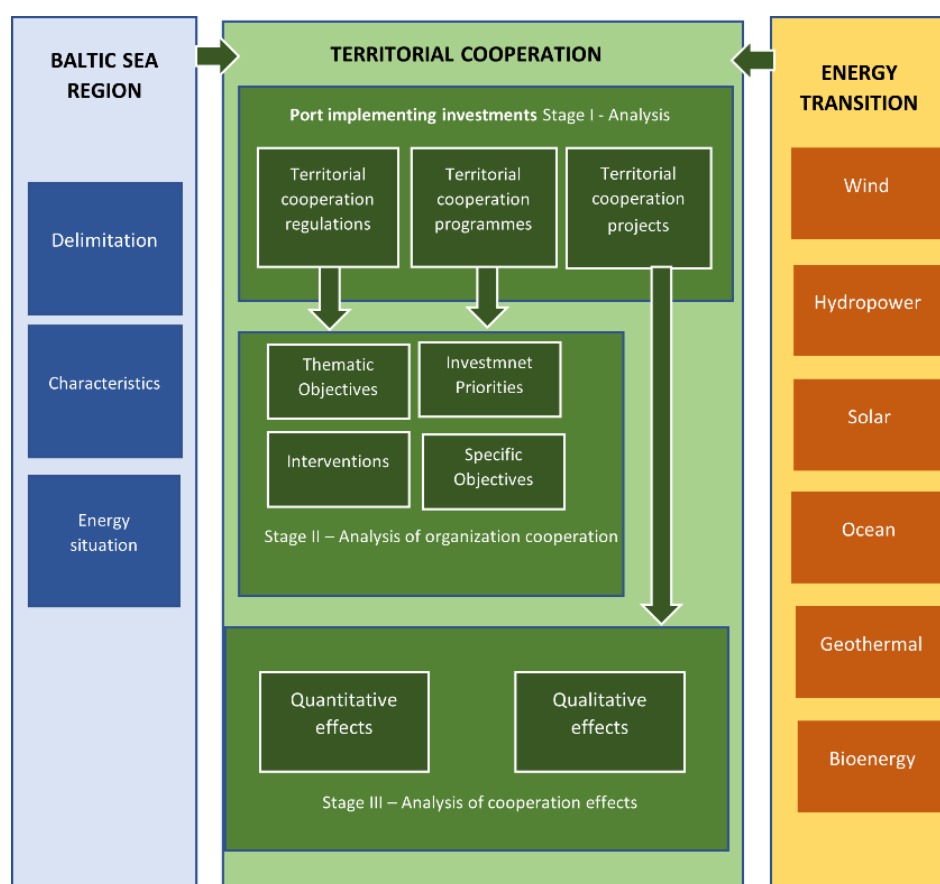 BALTIC SEA
REGION
Delimitation
Characteristics
Energy
situation
TERRITORIAL COOPERATION
Port implementing investments Stage I - Analysis
Territorial
cooperation
regulations
Territorial
cooperation
programmes
Territorial
cooperation
projects
Thematic
Objectives
Investmnet
Priorities
Interventions
Specific
Objectives
Stage II – Analysis of organization cooperation
Quantitative
effects
Qualitative
effects
Stage III – Analysis of cooperation effects
ENERGY
TRANSITION
Wind
Hydropower
Solar
Ocean
Geothermal
Bioenergy